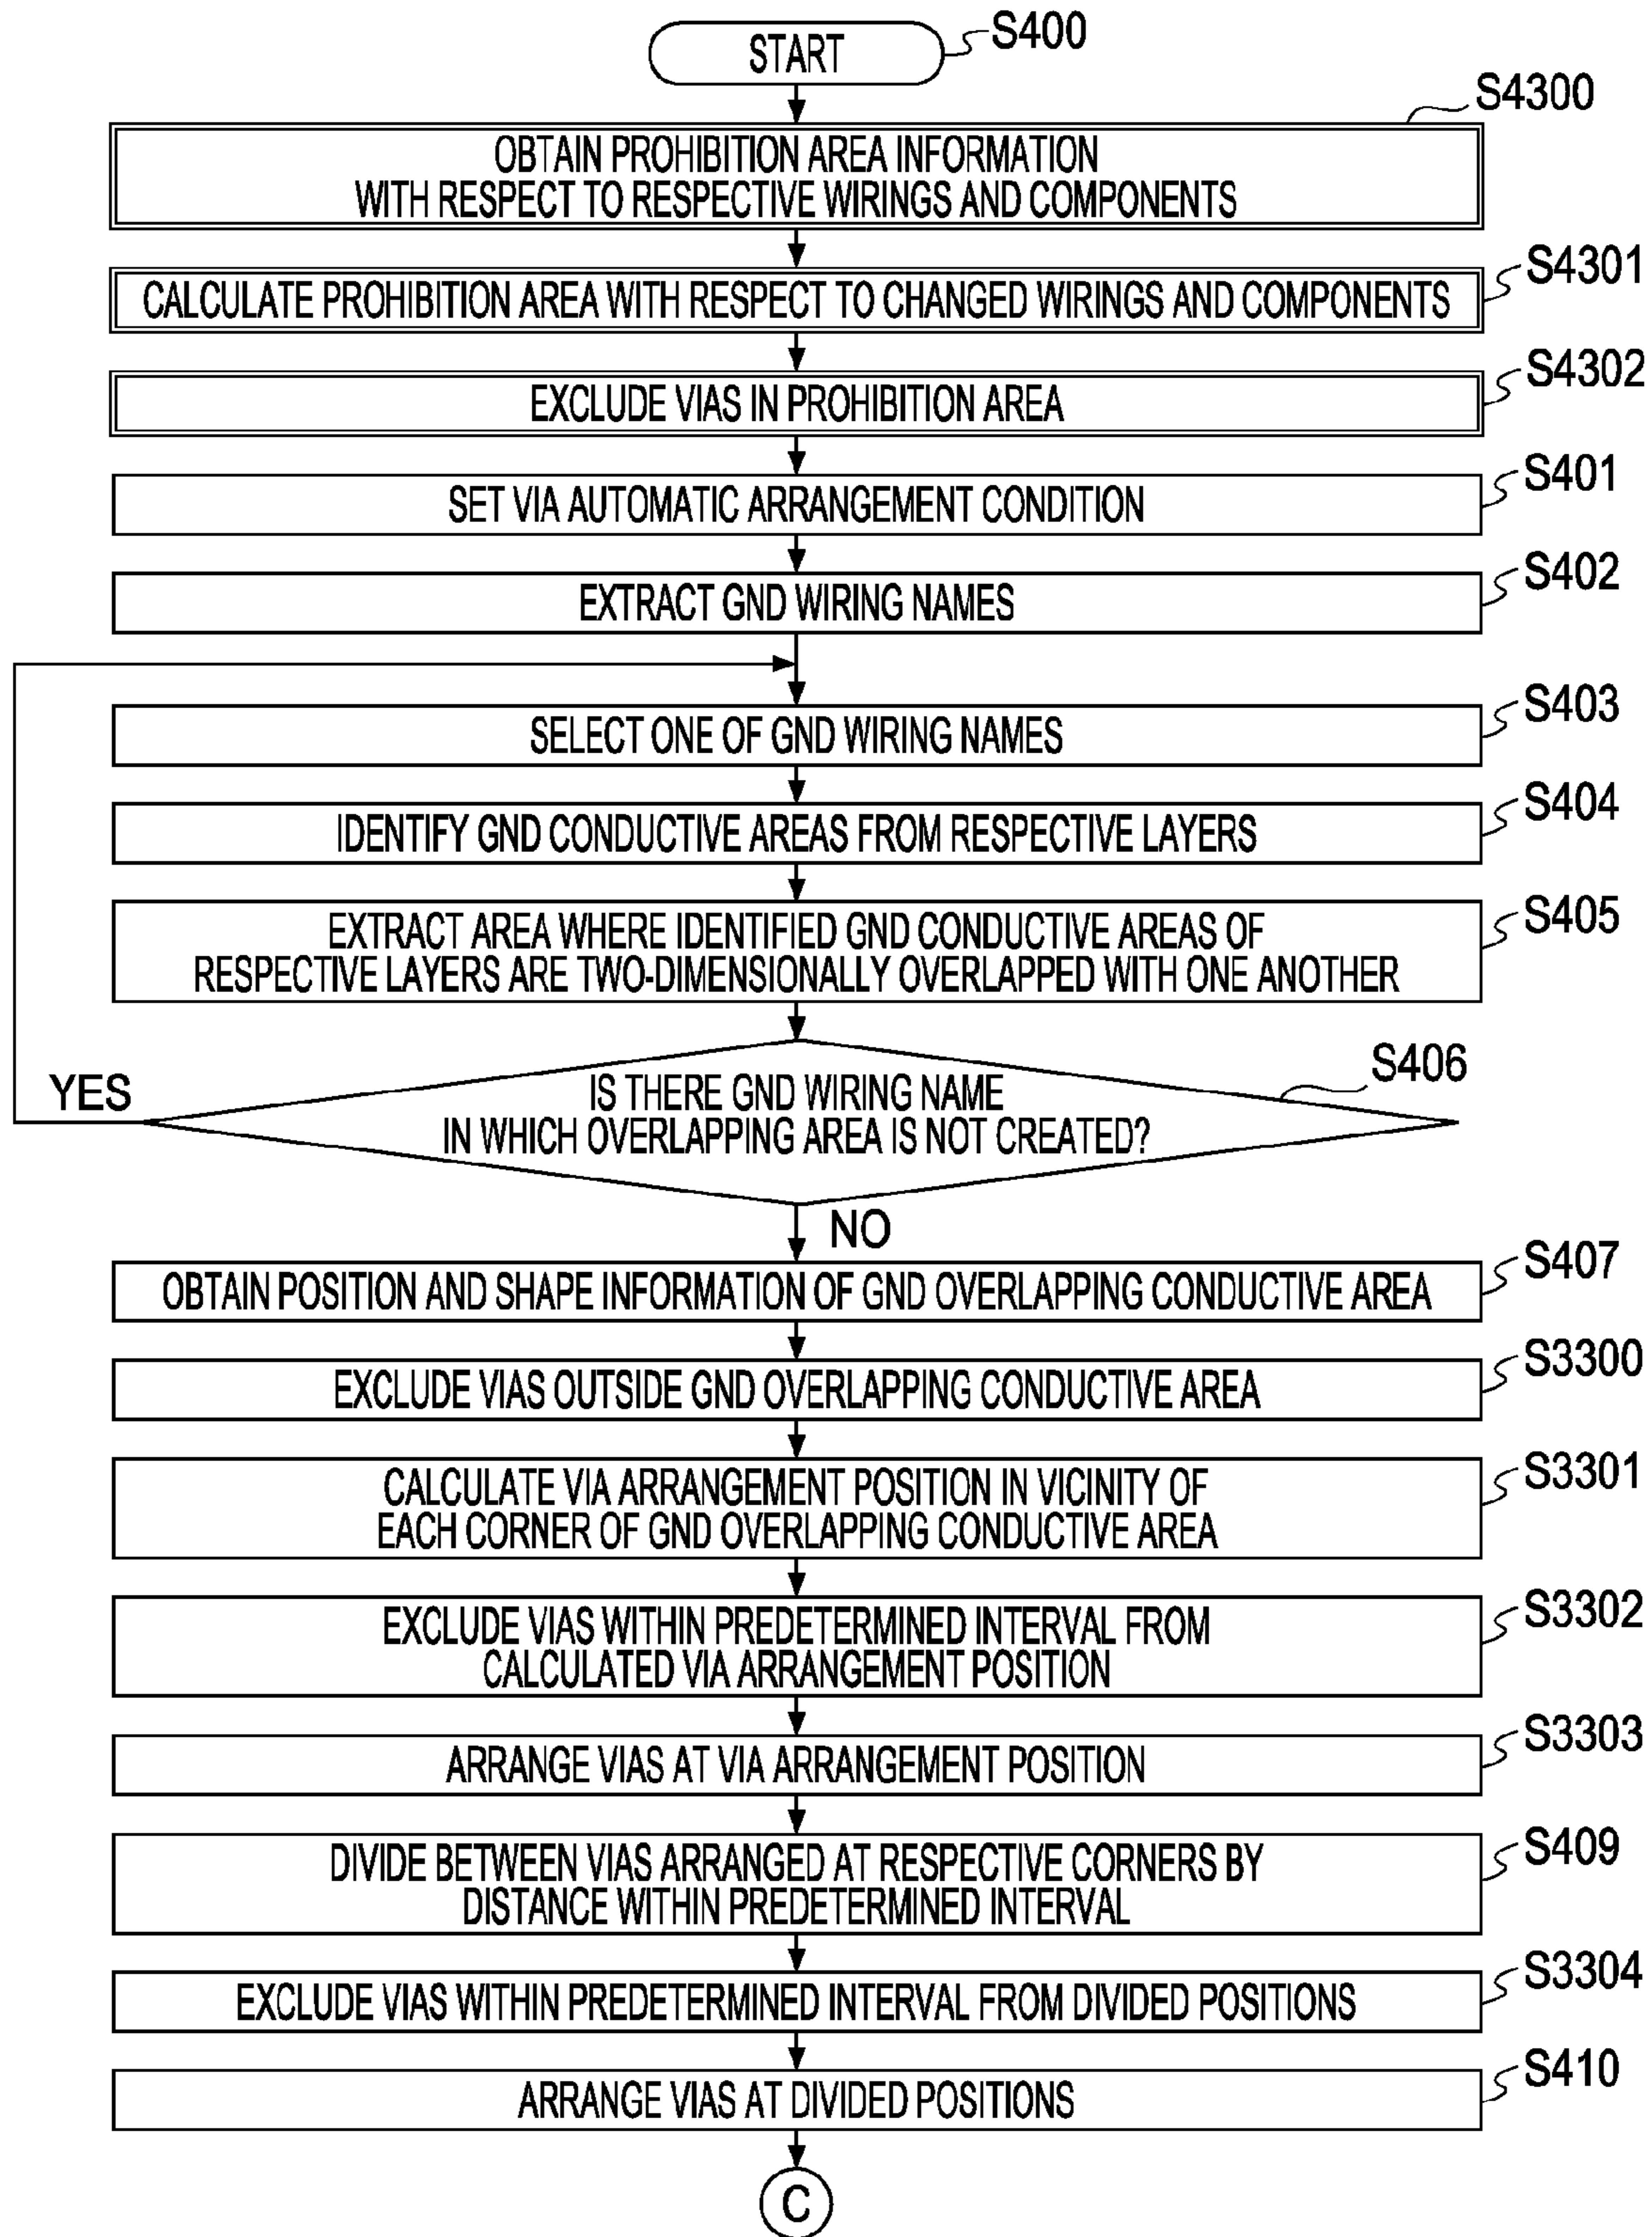 START
S400
S4300
OBTAIN PROHIBITION AREA INFORMATION
WITH RESPECT TO RESPECTIVE WIRINGS AND COMPONENTS
S4301
CALCULATE PROHIBITION AREA WITH RESPECT TO CHANGED WIRINGS AND COMPONENTS
S4302
EXCLUDE VIAS IN PROHIBITION AREA
S401
SET VIA AUTOMATIC ARRANGEMENT CONDITION
S402
EXTRACT GND WIRING NAMES
S403
SELECT ONE OF GND WIRING NAMES
S404
IDENTIFY GND CONDUCTIVE AREAS FROM RESPECTIVE LAYERS
S405
EXTRACT AREA WHERE IDENTIFIED GND CONDUCTIVE AREAS OF
RESPECTIVE LAYERS ARE TWO-DIMENSIONALLY OVERLAPPED WITH ONE ANOTHER
S406
YES
IS THERE GND WIRING NAME
IN WHICH OVERLAPPING AREA IS NOT CREATED?
NO
S407
OBTAIN POSITION AND SHAPE INFORMATION OF GND OVERLAPPING CONDUCTIVE AREA
S3300
EXCLUDE VIAS OUTSIDE GND OVERLAPPING CONDUCTIVE AREA
S3301
CALCULATE VIA ARRANGEMENT POSITION IN VICINITY OF
EACH CORNER OF GND OVERLAPPING CONDUCTIVE AREA
S3302
EXCLUDE VIAS WITHIN PREDETERMINED INTERVAL FROM
CALCULATED VIA ARRANGEMENT POSITION
S3303
ARRANGE VIAS AT VIA ARRANGEMENT POSITION
S409
DIVIDE BETWEEN VIAS ARRANGED AT RESPECTIVE CORNERS BY
DISTANCE WITHIN PREDETERMINED INTERVAL
S3304
EXCLUDE VIAS WITHIN PREDETERMINED INTERVAL FROM DIVIDED POSITIONS
S410
ARRANGE VIAS AT DIVIDED POSITIONS
C